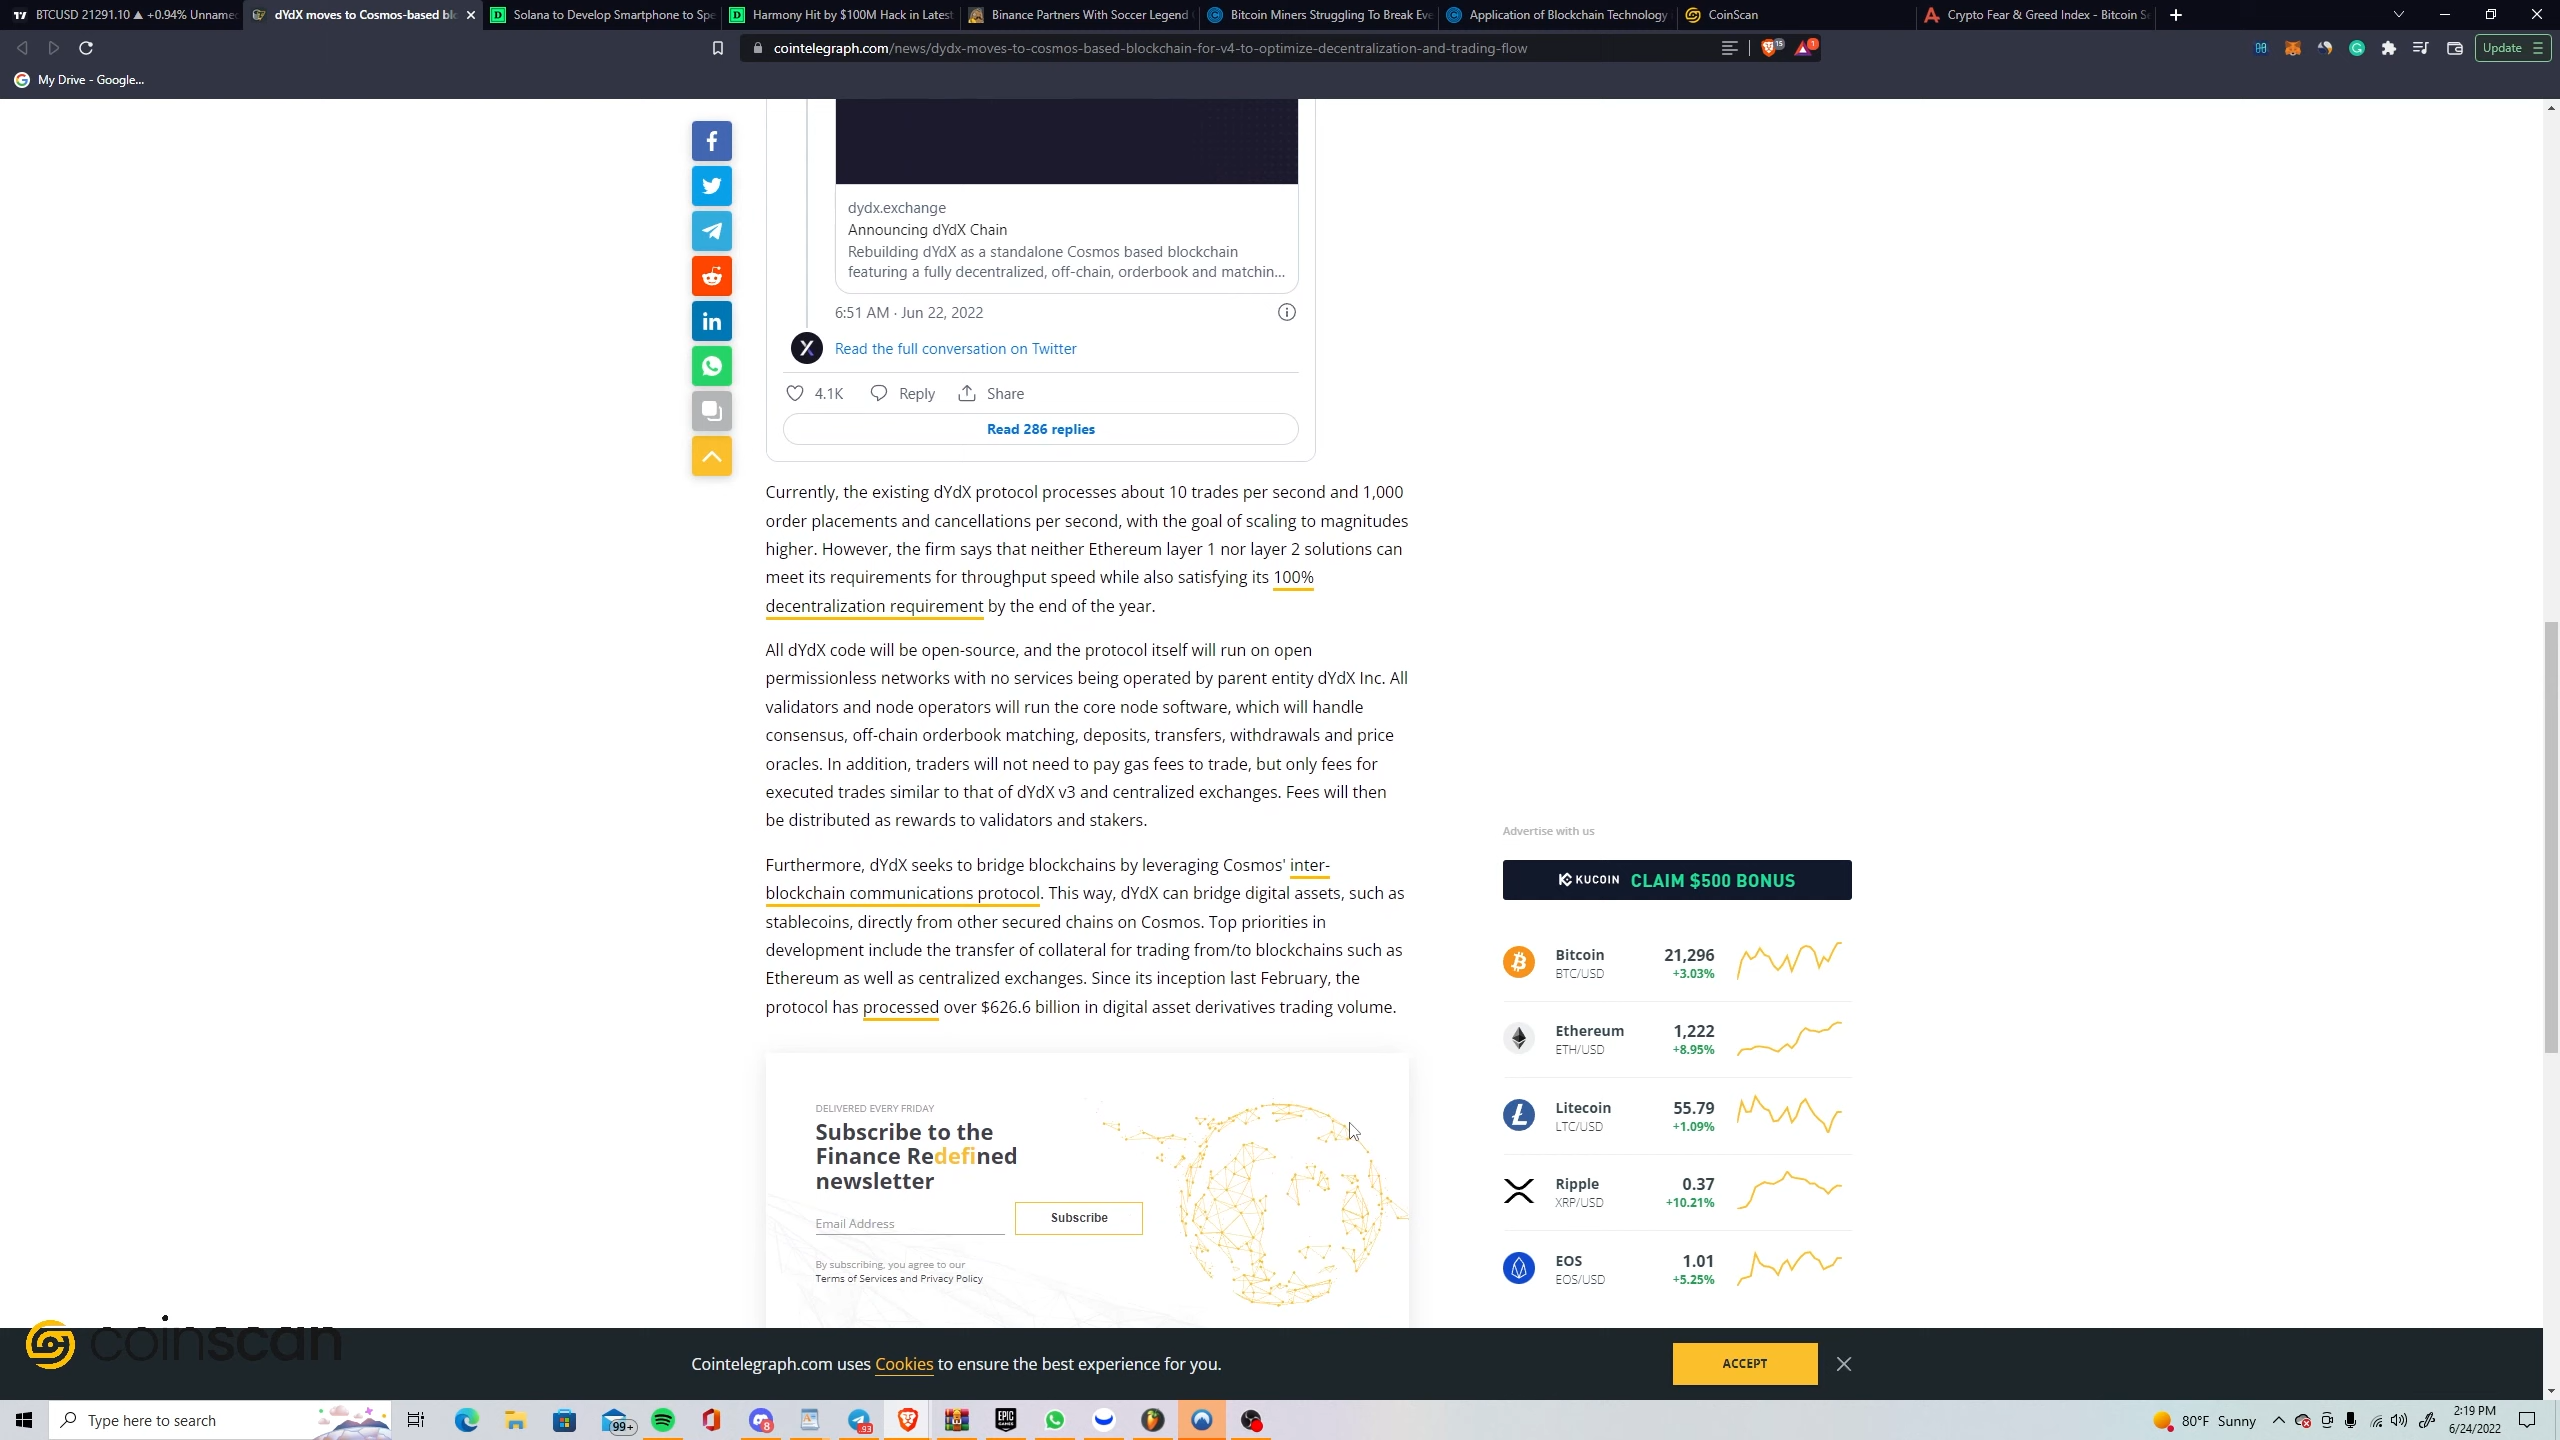 BTCUSD 21291.10 ▲ +0.94% Unnamed
dYdX moves to Cosmos-based bl
Solana to Develop Smartphone to Spe
Harmony Hit by $100M Hack in Latest
Binance Partners With Soccer Legend
Bitcoin Miners Struggling To Break Eve
Application of Blockchain Technology
CoinScan
Crypto Fear & Greed Index - Bitcoin S
cointelegraph.com/news/dydx-moves-to-cosmos-based-blockchain-for-v4-to-optimize-decentralization-and-trading-flow
Update
My Drive - Google...
dydx.exchange
Announcing dYdX Chain
Rebuilding dYdX as a standalone Cosmos based blockchain
featuring a fully decentralized, off-chain, orderbook and matchin...
6:51 AM · Jun 22, 2022
Read the full conversation on Twitter
4.1K Reply Share
Read 286 replies
Currently, the existing dYdX protocol processes about 10 trades per second and 1,000
order placements and cancellations per second, with the goal of scaling to magnitudes
higher. However, the firm says that neither Ethereum layer 1 nor layer 2 solutions can
meet its requirements for throughput speed while also satisfying its 100%
decentralization requirement by the end of the year.
All dYdX code will be open-source, and the protocol itself will run on open
permissionless networks with no services being operated by parent entity dYdX Inc. All
validators and node operators will run the core node software, which will handle
consensus, off-chain orderbook matching, deposits, transfers, withdrawals and price
oracles. In addition, traders will not need to pay gas fees to trade, but only fees for
executed trades similar to that of dYdX v3 and centralized exchanges. Fees will then
be distributed as rewards to validators and stakers.
Furthermore, dYdX seeks to bridge blockchains by leveraging Cosmos' inter-
blockchain communications protocol. This way, dYdX can bridge digital assets, such as
stablecoins, directly from other secured chains on Cosmos. Top priorities in
development include the transfer of collateral for trading from/to blockchains such as
Ethereum as well as centralized exchanges. Since its inception last February, the
protocol has processed over $626.6 billion in digital asset derivatives trading volume.
Advertise with us
KUCOIN CLAIM $500 BONUS
Bitcoin 21,296
BTC/USD +3.03%
Ethereum 1,222
ETH/USD +8.95%
Litecoin 55.79
LTC/USD +1.09%
Ripple 0.37
XRP/USD +10.21%
EOS 1.01
EOS/USD +5.25%
DELIVERED EVERY FRIDAY
Subscribe to the
Finance Redefined
newsletter
Email Address
Subscribe
By subscribing, you agree to our
Terms of Services and Privacy Policy
coinscan
Cointelegraph.com uses Cookies to ensure the best experience for you.
ACCEPT
Type here to search
99+
8
93
80°F Sunny
2:19 PM
6/24/2022